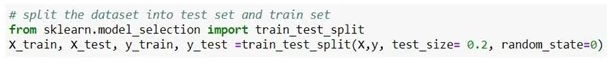 # split the dataset into test set and train set
from sklearn.model_selection import train_test_split
X_train, X_test, y_train, y_test =train_test_split(X,y, test_size= 0.2, random_state=0)